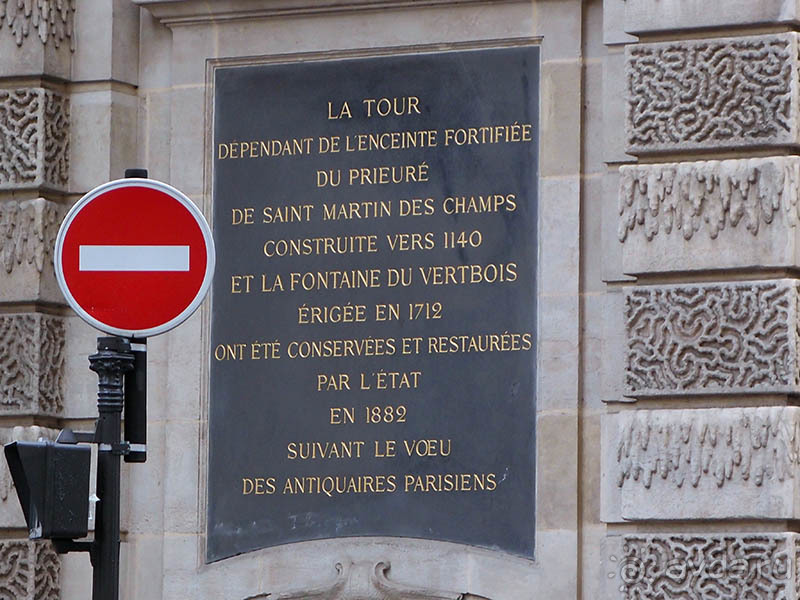 LA TOUR
DÉPENDANT DE L'ENCEINTE FORTIFIÉE
DU PRIEURÉ
DE SAINT MARTIN DES CHAMPS
CONSTRUITE VERS 1140
ET LA FONTAINE DU VERTBOIS
ÉRIGÉE EN 1712
ONT ÉTÉ CONSERVÉES ET RESTAURÉES
PAR L'ÉTAT
EN 1882
SUIVANT LE VŒU
DES ANTIQUAIRES PARISIENS